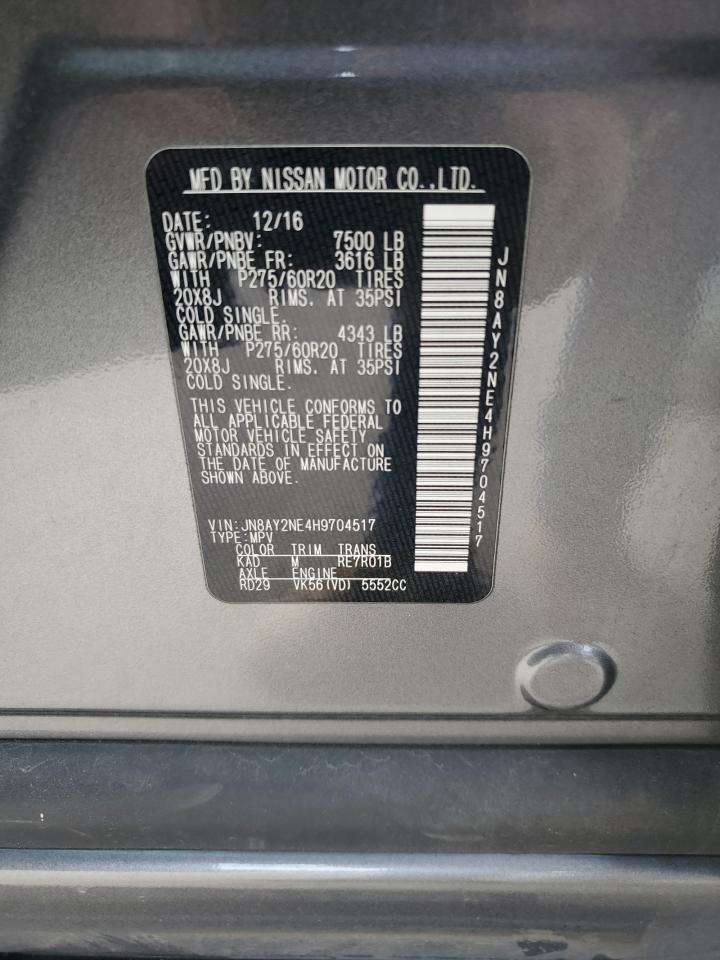 MFD BY NISSAN MOTOR CO.,LTD.
DATE: 12/16
GVWR/PNBV: 7500 LB
GAWR/PNBE FR: 3616 LB
WITH P275/60R20 TIRES
20X8J RIMS. AT 35PSI
COLD SINGLE.
GAWR/PNBE RR: 4343 LB
WITH P275/60R20 TIRES
20X8J RIMS. AT 35PSI
COLD SINGLE.
THIS VEHICLE CONFORMS TO
ALL APPLICABLE FEDERAL
MOTOR VEHICLE SAFETY
STANDARDS IN EFFECT ON
THE DATE OF MANUFACTURE
SHOWN ABOVE.
VIN:JN8AY2NE4H9704517
TYPE:MPV
COLOR TRIM TRANS
KAD M RE7R01B
AXLE ENGINE
RD29 VK56(VD) 5552CC
JN8AY2NE4H9704517